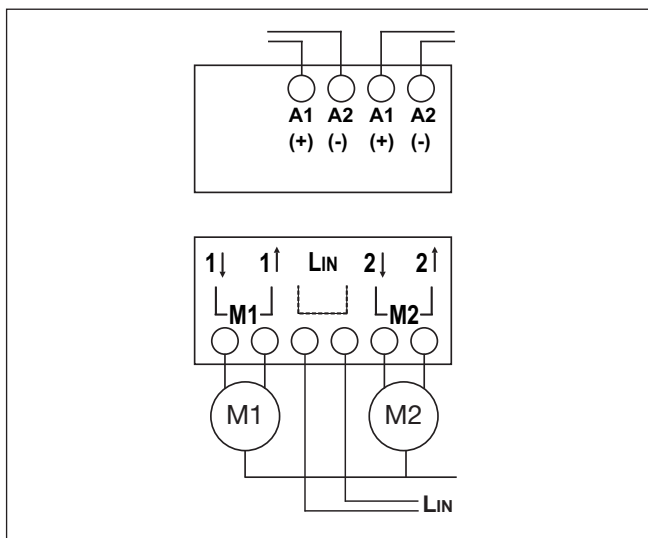 A1 A2 A1 A2
(+) (-) (+) (-)
1↓ 1↑ LIN 2↓ 2↑
M1 M2
M1 M2
LIN